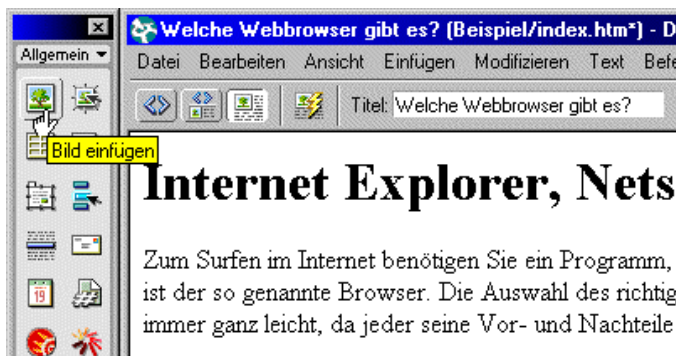 Welche Webbrowser gibt es? (Beispiel/index.htm*) - D
Allgemein
Datei Bearbeiten Ansicht Einfügen Modifizieren Text Befe
Titel: Welche Webbrowser gibt es?
Bild einfügen
Internet Explorer, Nets
19
Zum Surfen im Internet benötigen Sie ein Programm,
ist der so genannte Browser. Die Auswahl des richtig
immer ganz leicht, da jeder seine Vor- und Nachteile